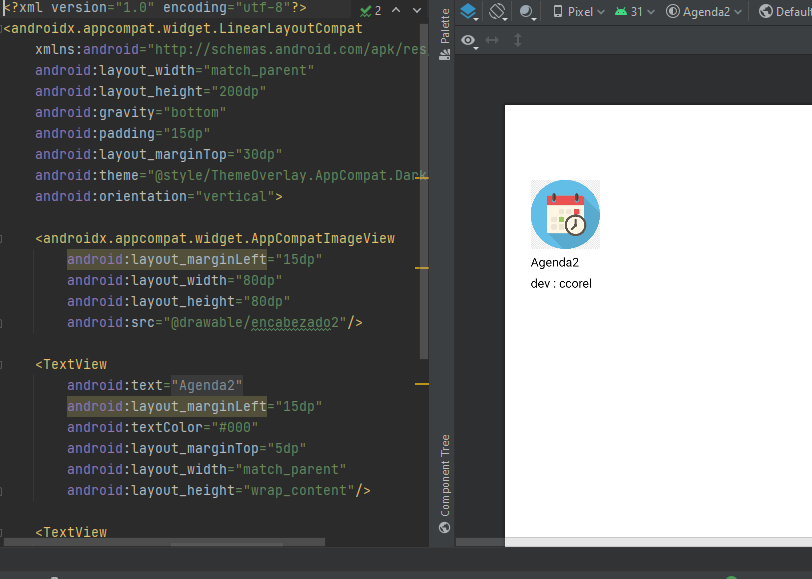 <?xml version="1.0" encoding="utf-8"?>
2
<androidx.appcompat.widget.LinearLayoutCompat
xmlns:android="http://schemas.android.com/apk/res
android:layout_width="match_parent"
android:layout_height="200dp"
android:gravity="bottom"
android:padding="15dp"
android:layout_marginTop="30dp"
android:theme="@style/ThemeOverlay.AppCompat.Dark
android:orientation="vertical">
<androidx.appcompat.widget.AppCompatImageView
android:layout_marginLeft="15dp"
android:layout_width="80dp"
android:layout_height="80dp"
android:src="@drawable/encabezado2"/>
<TextView
android:text="Agenda2"
android:layout_marginLeft="15dp"
android:textColor="#000"
android:layout_marginTop="5dp"
android:layout_width="match_parent"
android:layout_height="wrap_content"/>
<TextView
Palette
Component Tree
Pixel 31 Agenda2 Default
Agenda2
dev : ccorel